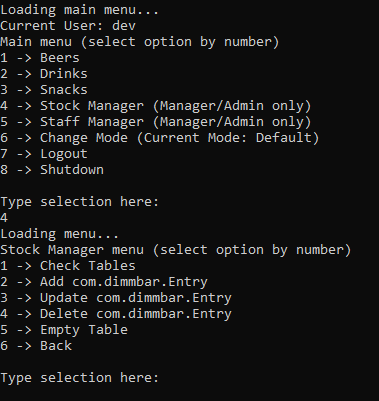 Loading main menu...
Current User: dev
Main menu (select option by number)
1 -> Beers
2 -> Drinks
3 -> Snacks
4 -> Stock Manager (Manager/Admin only)
5 -> Staff Manager (Manager/Admin only)
6 -> Change Mode (Current Mode: Default)
7 -> Logout
8 -> Shutdown
Type selection here:
4
Loading menu...
Stock Manager menu (select option by number)
1 -> Check Tables
2 -> Add com.dimmbar.Entry
3 -> Update com.dimmbar.Entry
4 -> Delete com.dimmbar.Entry
5 -> Empty Table
6 -> Back
Type selection here: